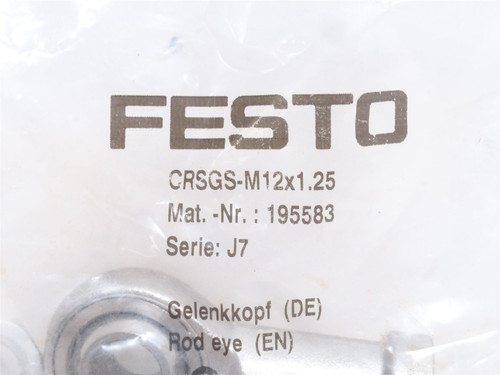 FESTO
CRSGS-M12x1.25
Mat. -Nr. : 195583
Serie: J7
Gelenkkopf (DE)
Rod eye (EN)